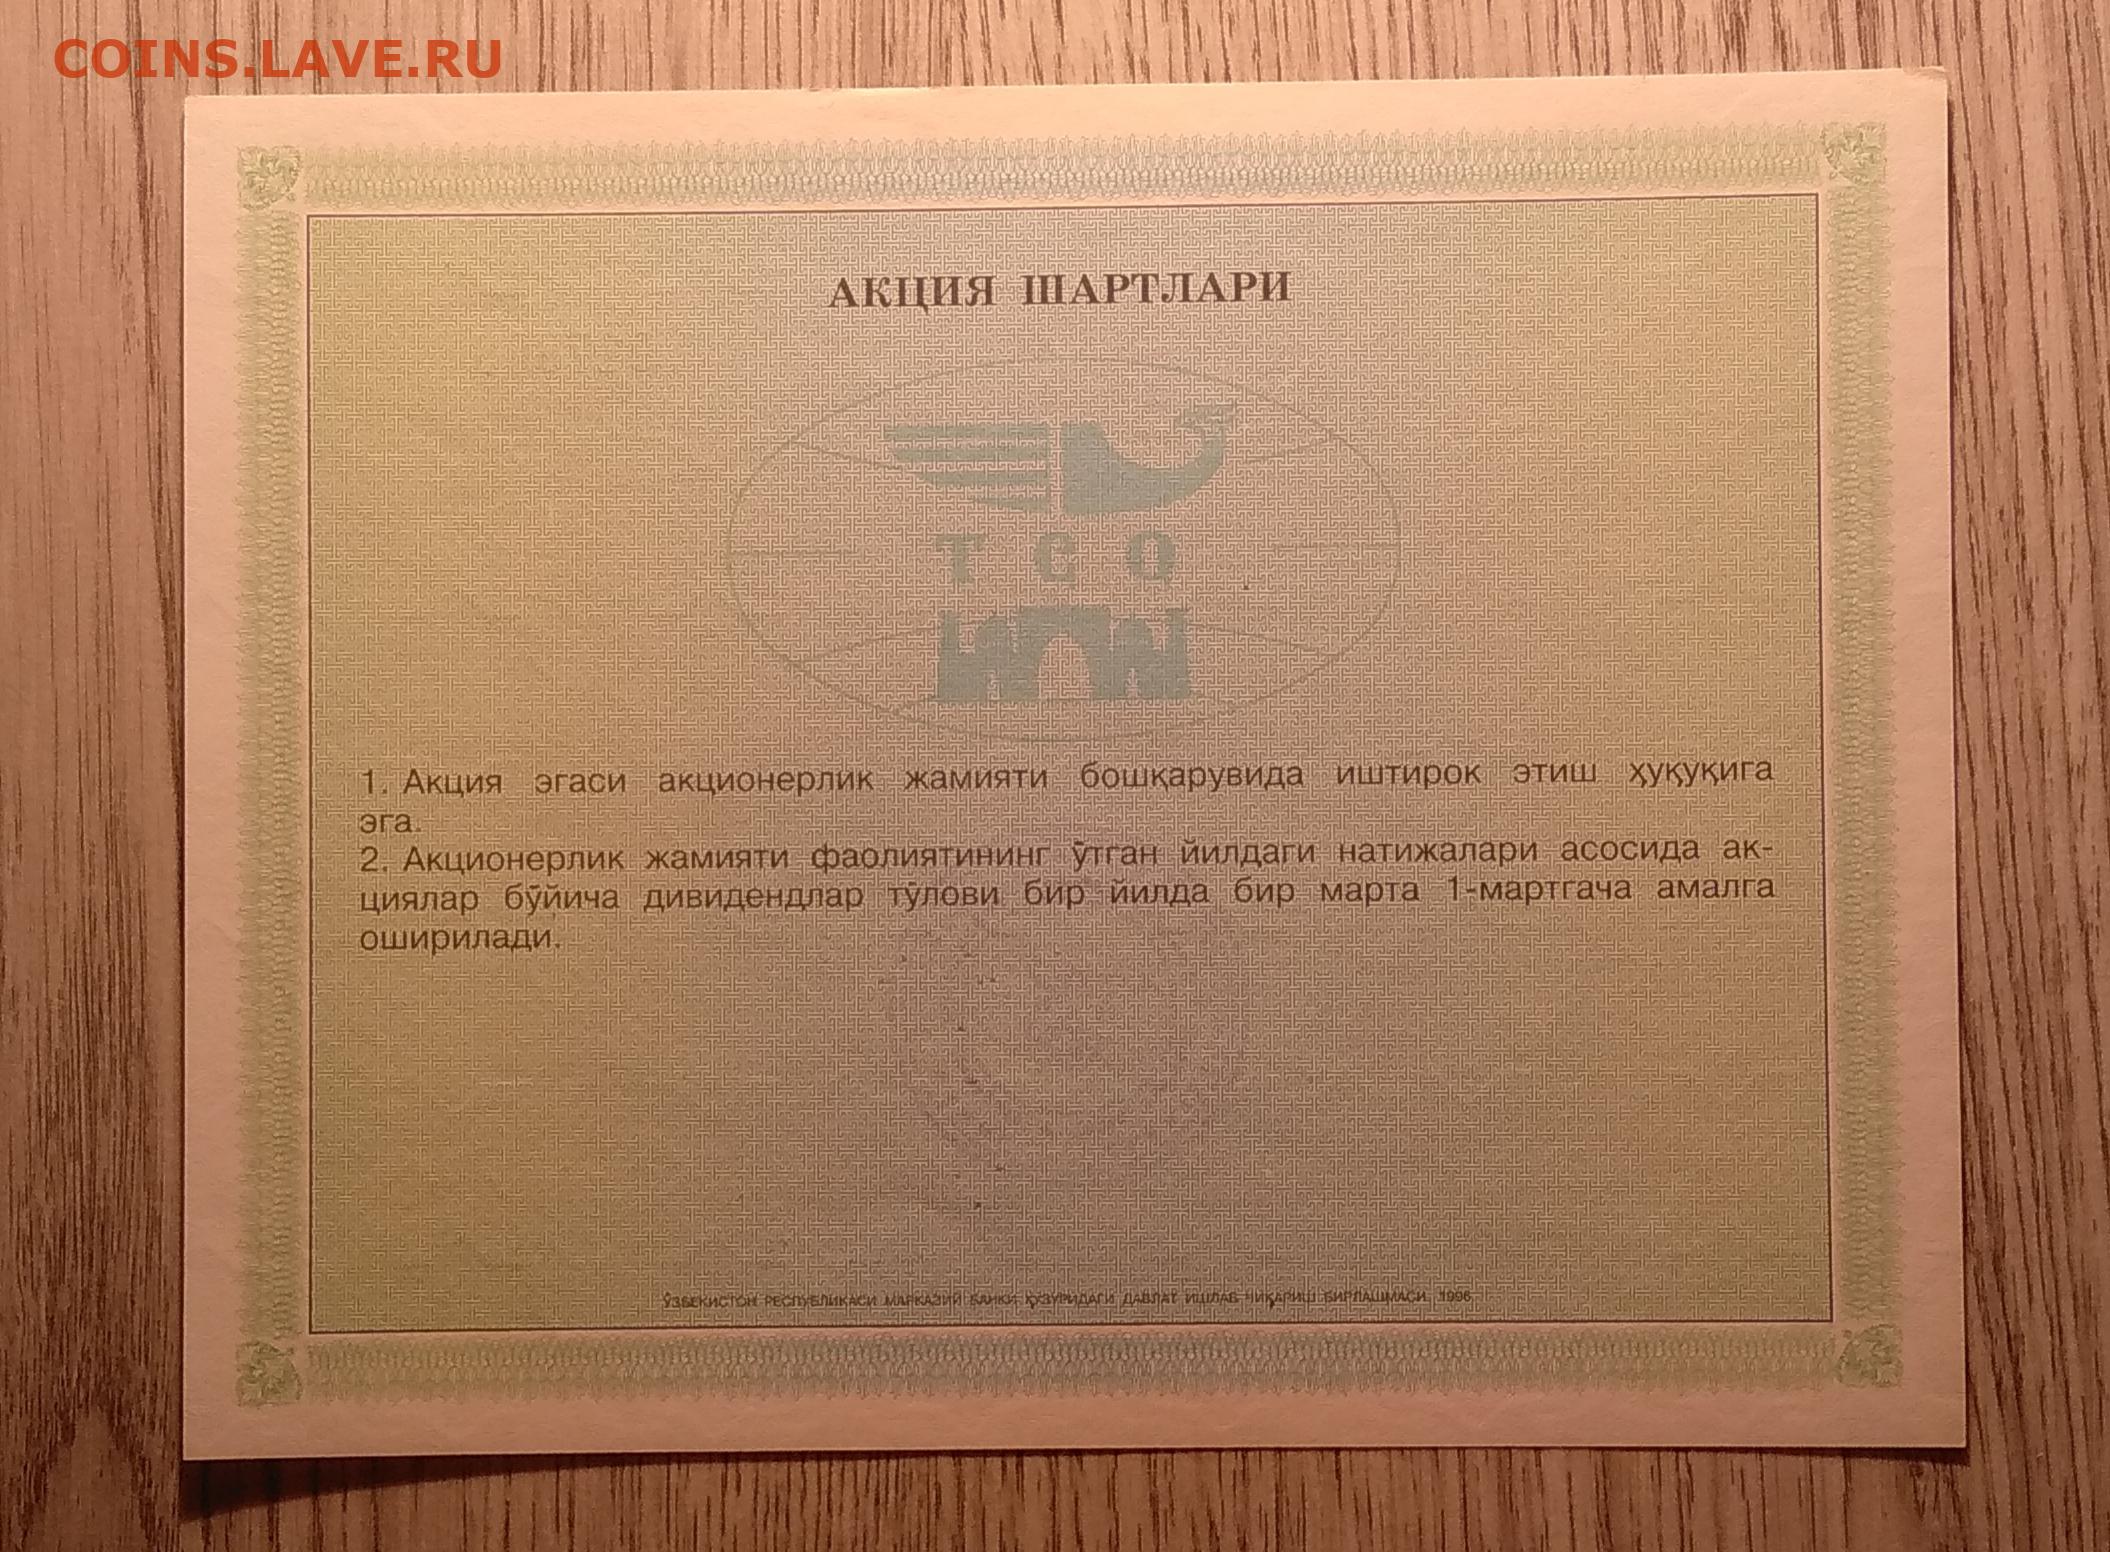 COINS.LAVE.RU
АКЦИЯ ШАРТЛАРИ
Т С О
1. Акция эгаси акционерлик жамияти бошқарувида иштирок этиш ҳуқуқига
эга.
2. Акционерлик жамияти фаолиятининг ўтган йилдаги натижалари асосида ак-
циялар бўйича дивидендлар тўлови бир йилда бир марта 1-мартгача амалга
оширилади.
ЎЗБЕКИСТОН РЕСПУБЛИКАСИ МАРКАЗИЙ БАНКИ ҲУЗУРИДАГИ ДАВЛАТ ИШЛАБ ЧИҚАРИШ БИРЛАШМАСИ, 1996